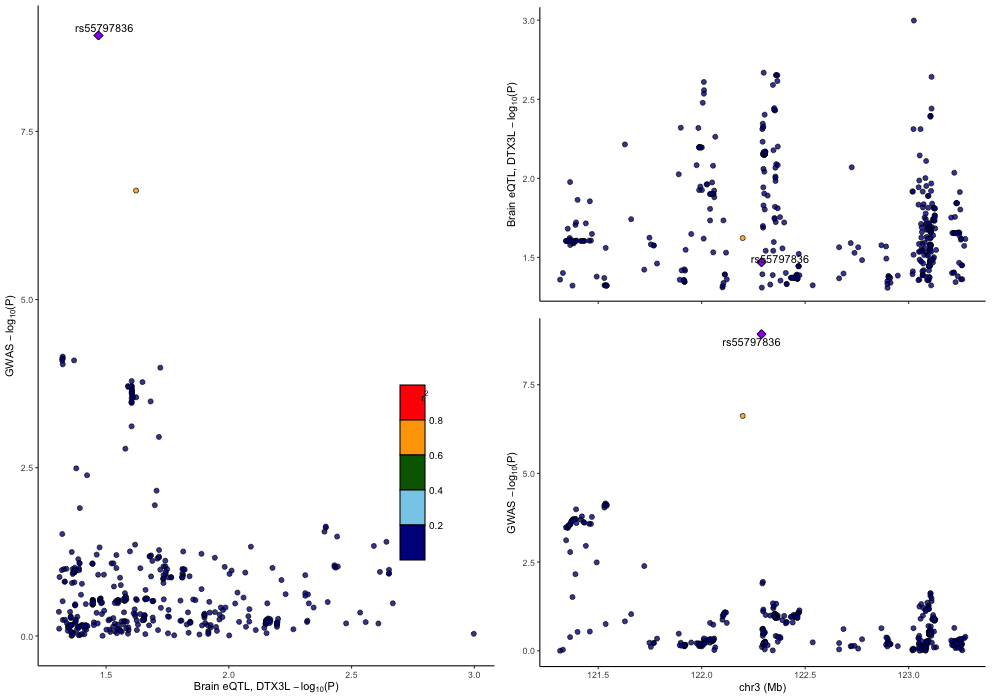 rs55797836
GWAS −log10(P)
7.5
5.0
2.5
0.0
1.5
2.0
2.5
3.0
Brain eQTL, DTX3L −log10(P)
r2
0.8
0.6
0.4
0.2
Brain eQTL, DTX3L −log10(P)
3.0
2.5
2.0
1.5
rs55797836
GWAS −log10(P)
7.5
5.0
2.5
0.0
rs55797836
121.5
122.0
122.5
123.0
chr3 (Mb)